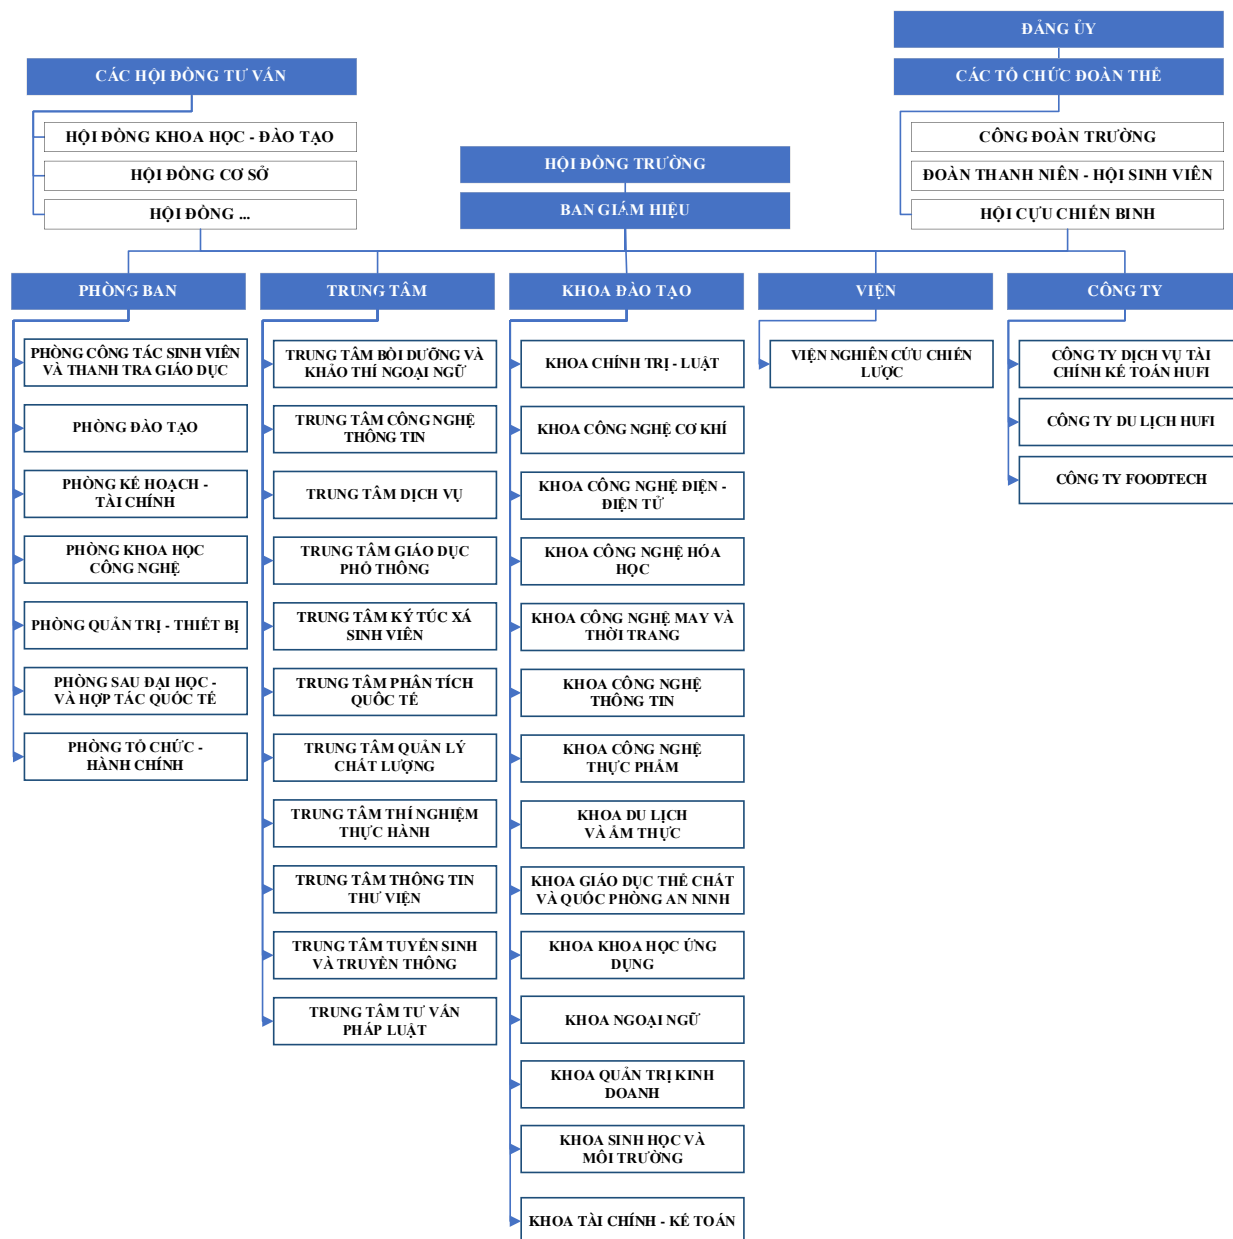 ĐẢNG ỦY
CÁC HỘI ĐỒNG TƯ VẤN
CÁC TỔ CHỨC ĐOÀN THỂ
HỘI ĐỒNG KHOA HỌC - ĐÀO TẠO
HỘI ĐỒNG CƠ SỞ
HỘI ĐỒNG ...
CÔNG ĐOÀN TRƯỜNG
ĐOÀN THANH NIÊN - HỘI SINH VIÊN
HỘI CỰU CHIẾN BINH
HỘI ĐỒNG TRƯỜNG
BAN GIÁM HIỆU
PHÒNG BAN
PHÒNG CÔNG TÁC SINH VIÊN
VÀ THANH TRA GIÁO DỤC
PHÒNG ĐÀO TẠO
PHÒNG KẾ HOẠCH -
TÀI CHÍNH
PHÒNG KHOA HỌC
CÔNG NGHỆ
PHÒNG QUẢN TRỊ - THIẾT BỊ
PHÒNG SAU ĐẠI HỌC -
VÀ HỢP TÁC QUỐC TẾ
PHÒNG TỔ CHỨC -
HÀNH CHÍNH
TRUNG TÂM
TRUNG TÂM BỒI DƯỠNG VÀ
KHẢO THÍ NGOẠI NGỮ
TRUNG TÂM CÔNG NGHỆ
THÔNG TIN
TRUNG TÂM DỊCH VỤ
TRUNG TÂM GIÁO DỤC
PHỔ THÔNG
TRUNG TÂM KÝ TÚC XÁ
SINH VIÊN
TRUNG TÂM PHÂN TÍCH
QUỐC TẾ
TRUNG TÂM QUẢN LÝ
CHẤT LƯỢNG
TRUNG TÂM THÍ NGHIỆM
THỰC HÀNH
TRUNG TÂM THÔNG TIN
THƯ VIỆN
TRUNG TÂM TUYỂN SINH
VÀ TRUYỀN THÔNG
TRUNG TÂM TƯ VẤN
PHÁP LUẬT
KHOA ĐÀO TẠO
KHOA CHÍNH TRỊ - LUẬT
KHOA CÔNG NGHỆ CƠ KHÍ
KHOA CÔNG NGHỆ ĐIỆN -
ĐIỆN TỬ
KHOA CÔNG NGHỆ HÓA
HỌC
KHOA CÔNG NGHỆ MAY VÀ
THỜI TRANG
KHOA CÔNG NGHỆ
THÔNG TIN
KHOA CÔNG NGHỆ
THỰC PHẨM
KHOA DU LỊCH
VÀ ẨM THỰC
KHOA GIÁO DỤC THỂ CHẤT
VÀ QUỐC PHÒNG AN NINH
KHOA KHOA HỌC ỨNG
DỤNG
KHOA NGOẠI NGỮ
KHOA QUẢN TRỊ KINH
DOANH
KHOA SINH HỌC VÀ
MÔI TRƯỜNG
KHOA TÀI CHÍNH - KẾ TOÁN
VIỆN
VIỆN NGHIÊN CỨU CHIẾN
LƯỢC
CÔNG TY
CÔNG TY DỊCH VỤ TÀI
CHÍNH KẾ TOÁN HUFI
CÔNG TY DU LỊCH HUFI
CÔNG TY FOODTECH